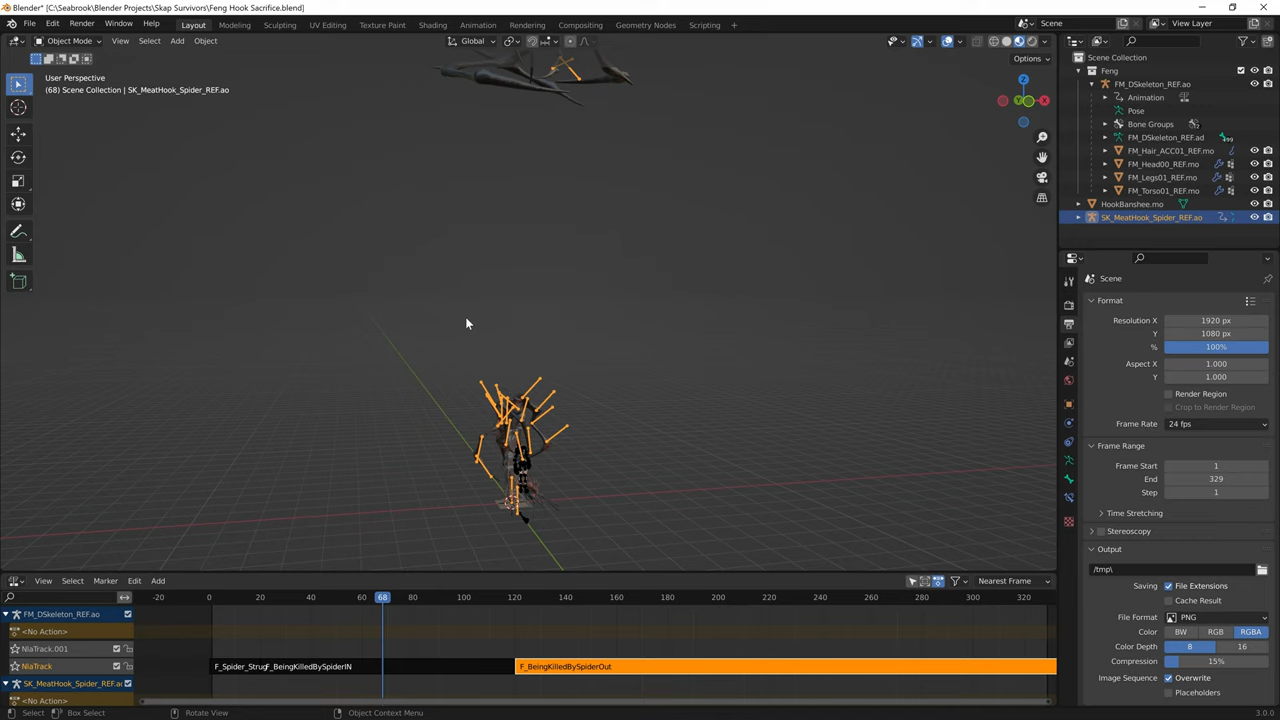 Blender* [C:\Seabrook\Blender Projects\Skap Survivors\Feng Hook Sacrifice.blend]
File Edit Render Window Help Layout Modeling Sculpting UV Editing Texture Paint Shading Animation Rendering Compositing Geometry Nodes Scripting + Scene View Layer
Object Mode View Select Add Object Global
Options
User Perspective
(68) Scene Collection | SK_MeatHook_Spider_REF.ao
Z
Y
X
Scene Collection
Feng
FM_DSkeleton_REF.ao
Animation
Pose
Bone Groups
FM_DSkeleton_REF.ad
FM_Hair_ACC01_REF.mo
FM_Head00_REF.mo
FM_Legs01_REF.mo
FM_Torso01_REF.mo
HookBanshee.mo
SK_MeatHook_Spider_REF.ao
Scene
Format
Resolution X 1920 px
Y 1080 px
% 100%
Aspect X 1.000
Y 1.000
Render Region
Crop to Render Region
Frame Rate 24 fps
Frame Range
Frame Start 1
End 329
Step 1
Time Stretching
Stereoscopy
Output
/tmp\
Saving File Extensions
Cache Result
File Format PNG
Color BW RGB RGBA
Color Depth 8 16
Compression 15%
Image Sequence Overwrite
Placeholders
View Select Marker Edit Add Nearest Frame
-20 0 20 40 68 80 100 120 140 160 180 200 220 240 260 280 300 320
FM_DSkeleton_REF.ao
<No Action>
NlaTrack.001
NlaTrack F_Spider_StrugF_BeingKilledBySpiderIN F_BeingKilledBySpiderOut
SK_MeatHook_Spider_REF.ao
<No Action>
Select Box Select Rotate View Object Context Menu 3.0.0